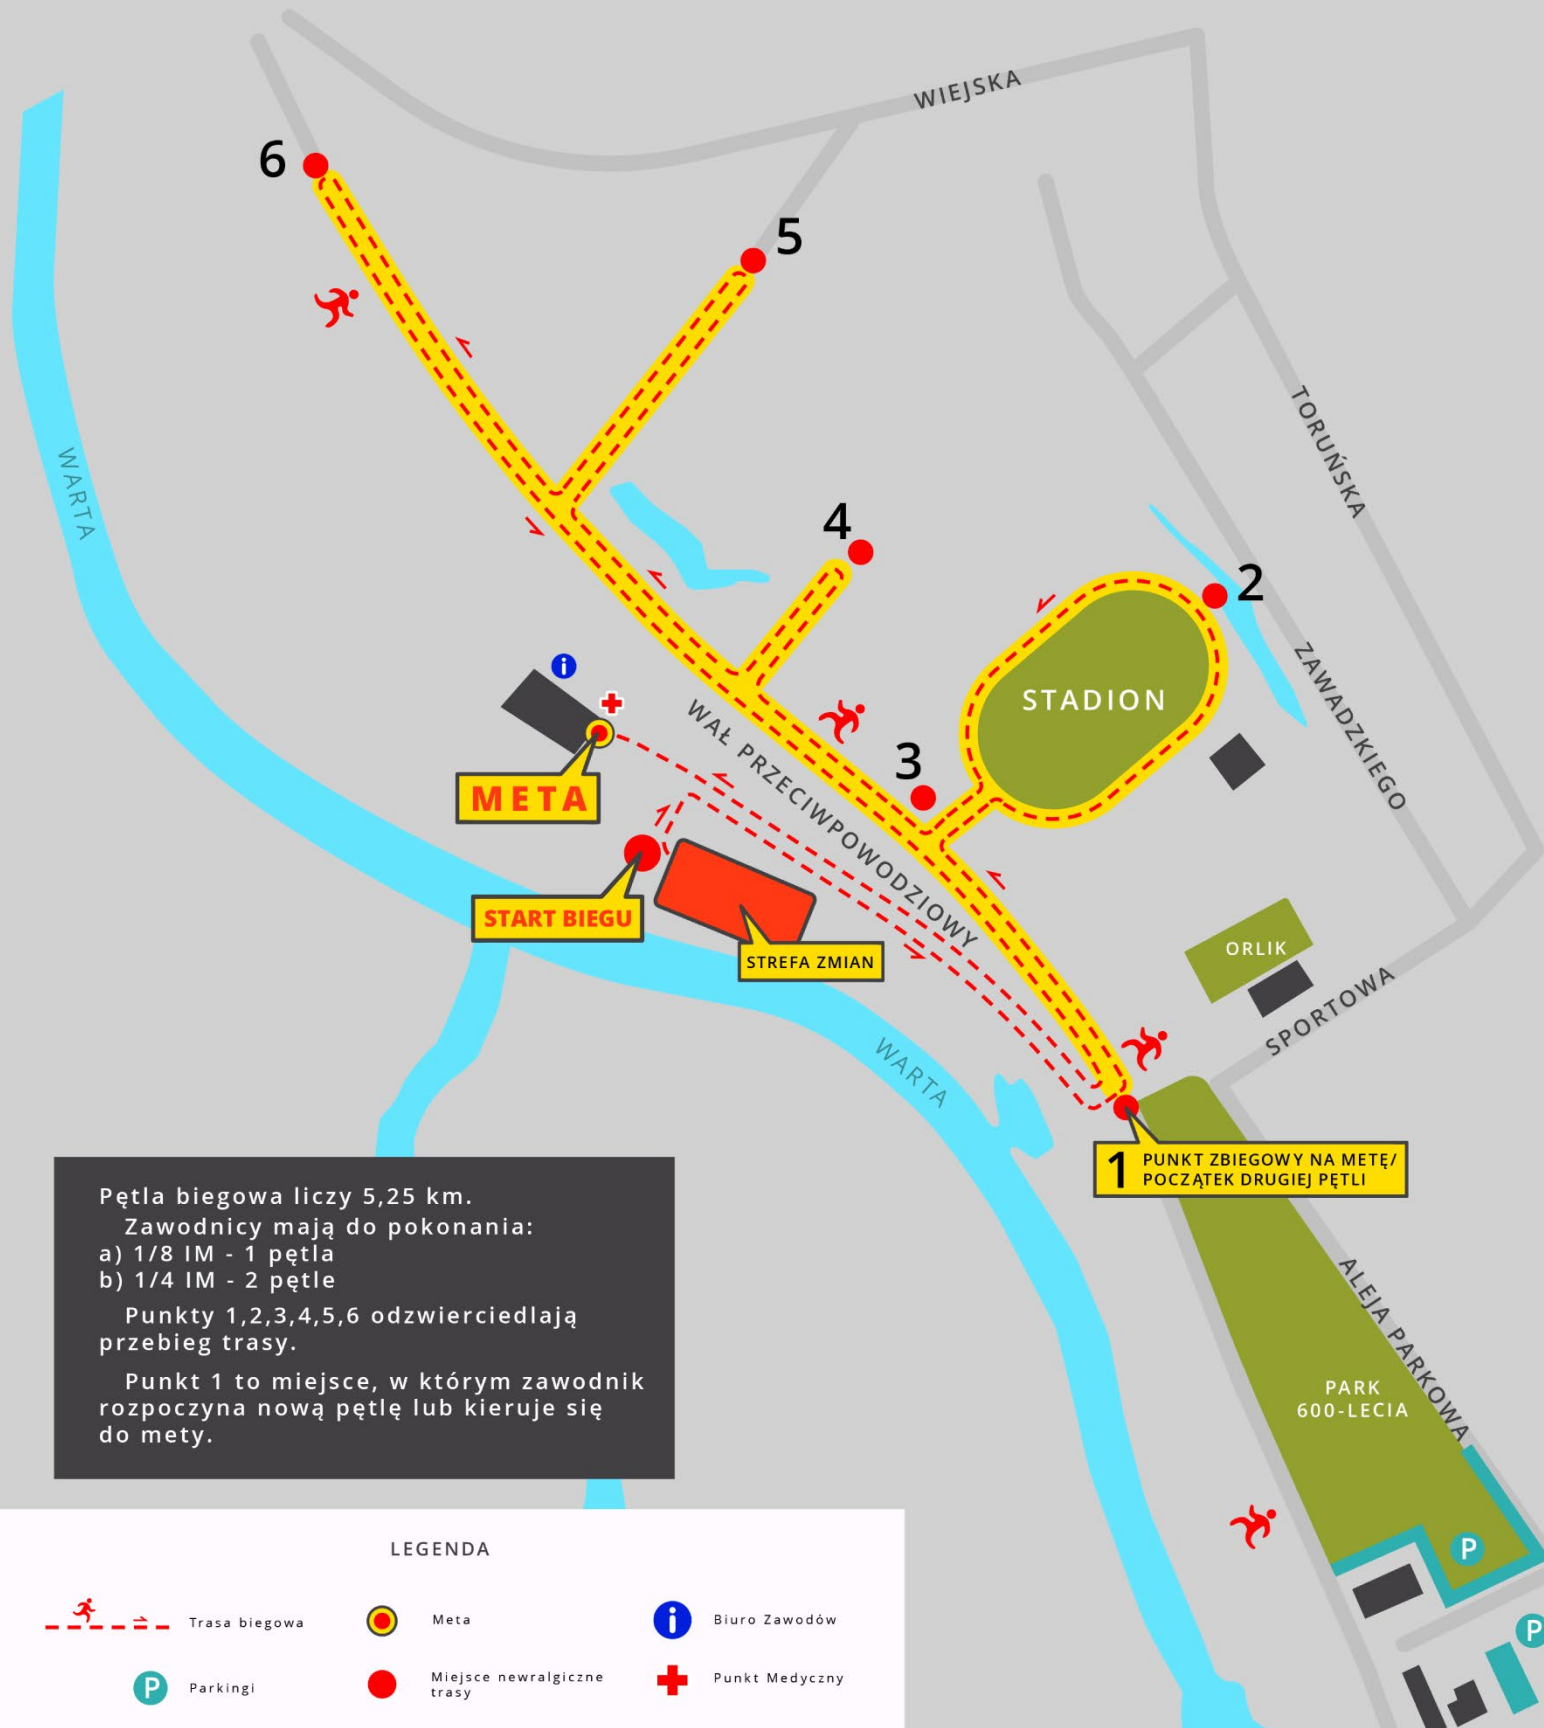 WIEJSKA
6
5
TORUŃSKA
WARTA
4
2
STADION
ZAWADZKIEGO
WAŁ PRZECIWPOWODZIOWY
3
META
START BIEGU
STREFA ZMIAN
ORLIK
SPORTOWA
WARTA
1 PUNKT ZBIEGOWY NA METĘ/
POCZĄTEK DRUGIEJ PĘTLI
ALEJA PARKOWA
PARK
600-LECIA
P
P
Pętla biegowa liczy 5,25 km.
Zawodnicy mają do pokonania:
a) 1/8 IM - 1 pętla
b) 1/4 IM - 2 pętle
Punkty 1,2,3,4,5,6 odzwierciedlają
przebieg trasy.
Punkt 1 to miejsce, w którym zawodnik
rozpoczyna nową pętlę lub kieruje się
do mety.
LEGENDA
Trasa biegowa
Meta
i Biuro Zawodów
P Parkingi
Miejsce newralgiczne
trasy
Punkt Medyczny